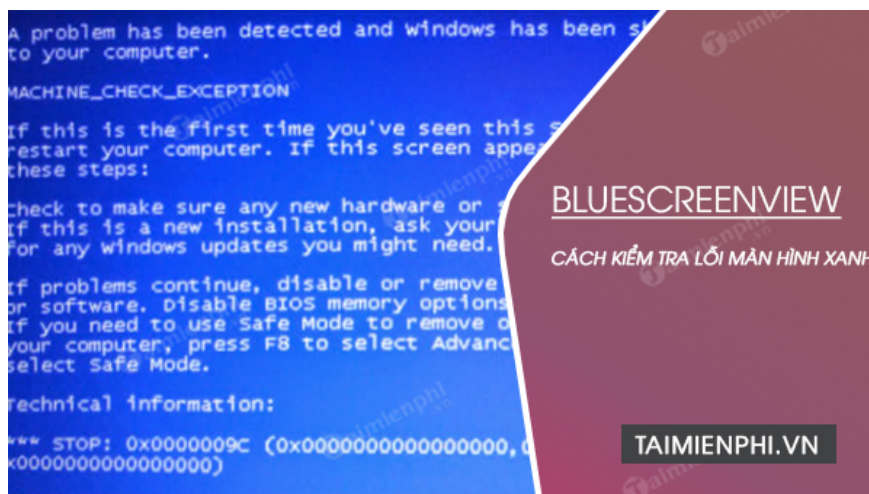 A problem has been detected and windows has been
to your computer.
MACHINE_CHECK_EXCEPTION
If this is the first time you've seen this
restart your computer. If this screen
these steps:
Check to make sure any new hardware or
If this is a new installation, ask your
for any windows updates you might need.
If problems continue, disable or remove
or software. Disable BIOS memory options
If you need to use Safe Mode to remove
your computer, press F8 to select
select Safe Mode.
Technical information:
*** STOP: 0x0000009C (0x0000000000000000,
x0000000000000000)
BLUESCREENVIEW
CÁCH KIỂM TRA LỖI MÀN HÌNH XANH
TAIMIENPHI.VN